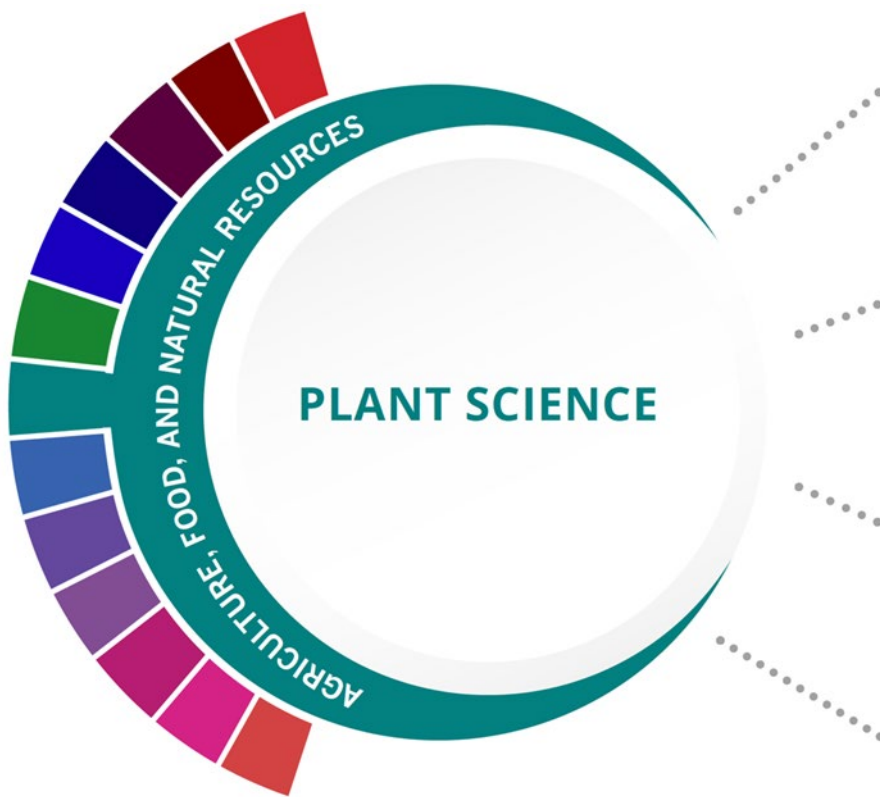 AGRICULTURE, FOOD, AND NATURAL RESOURCES
PLANT SCIENCE